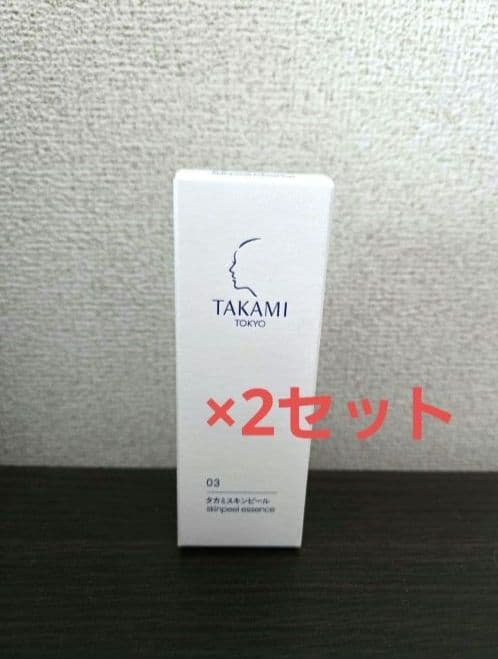 TAKAMI
TOKYO
×2セット
03
タカミスキンピール
skinpeel essence